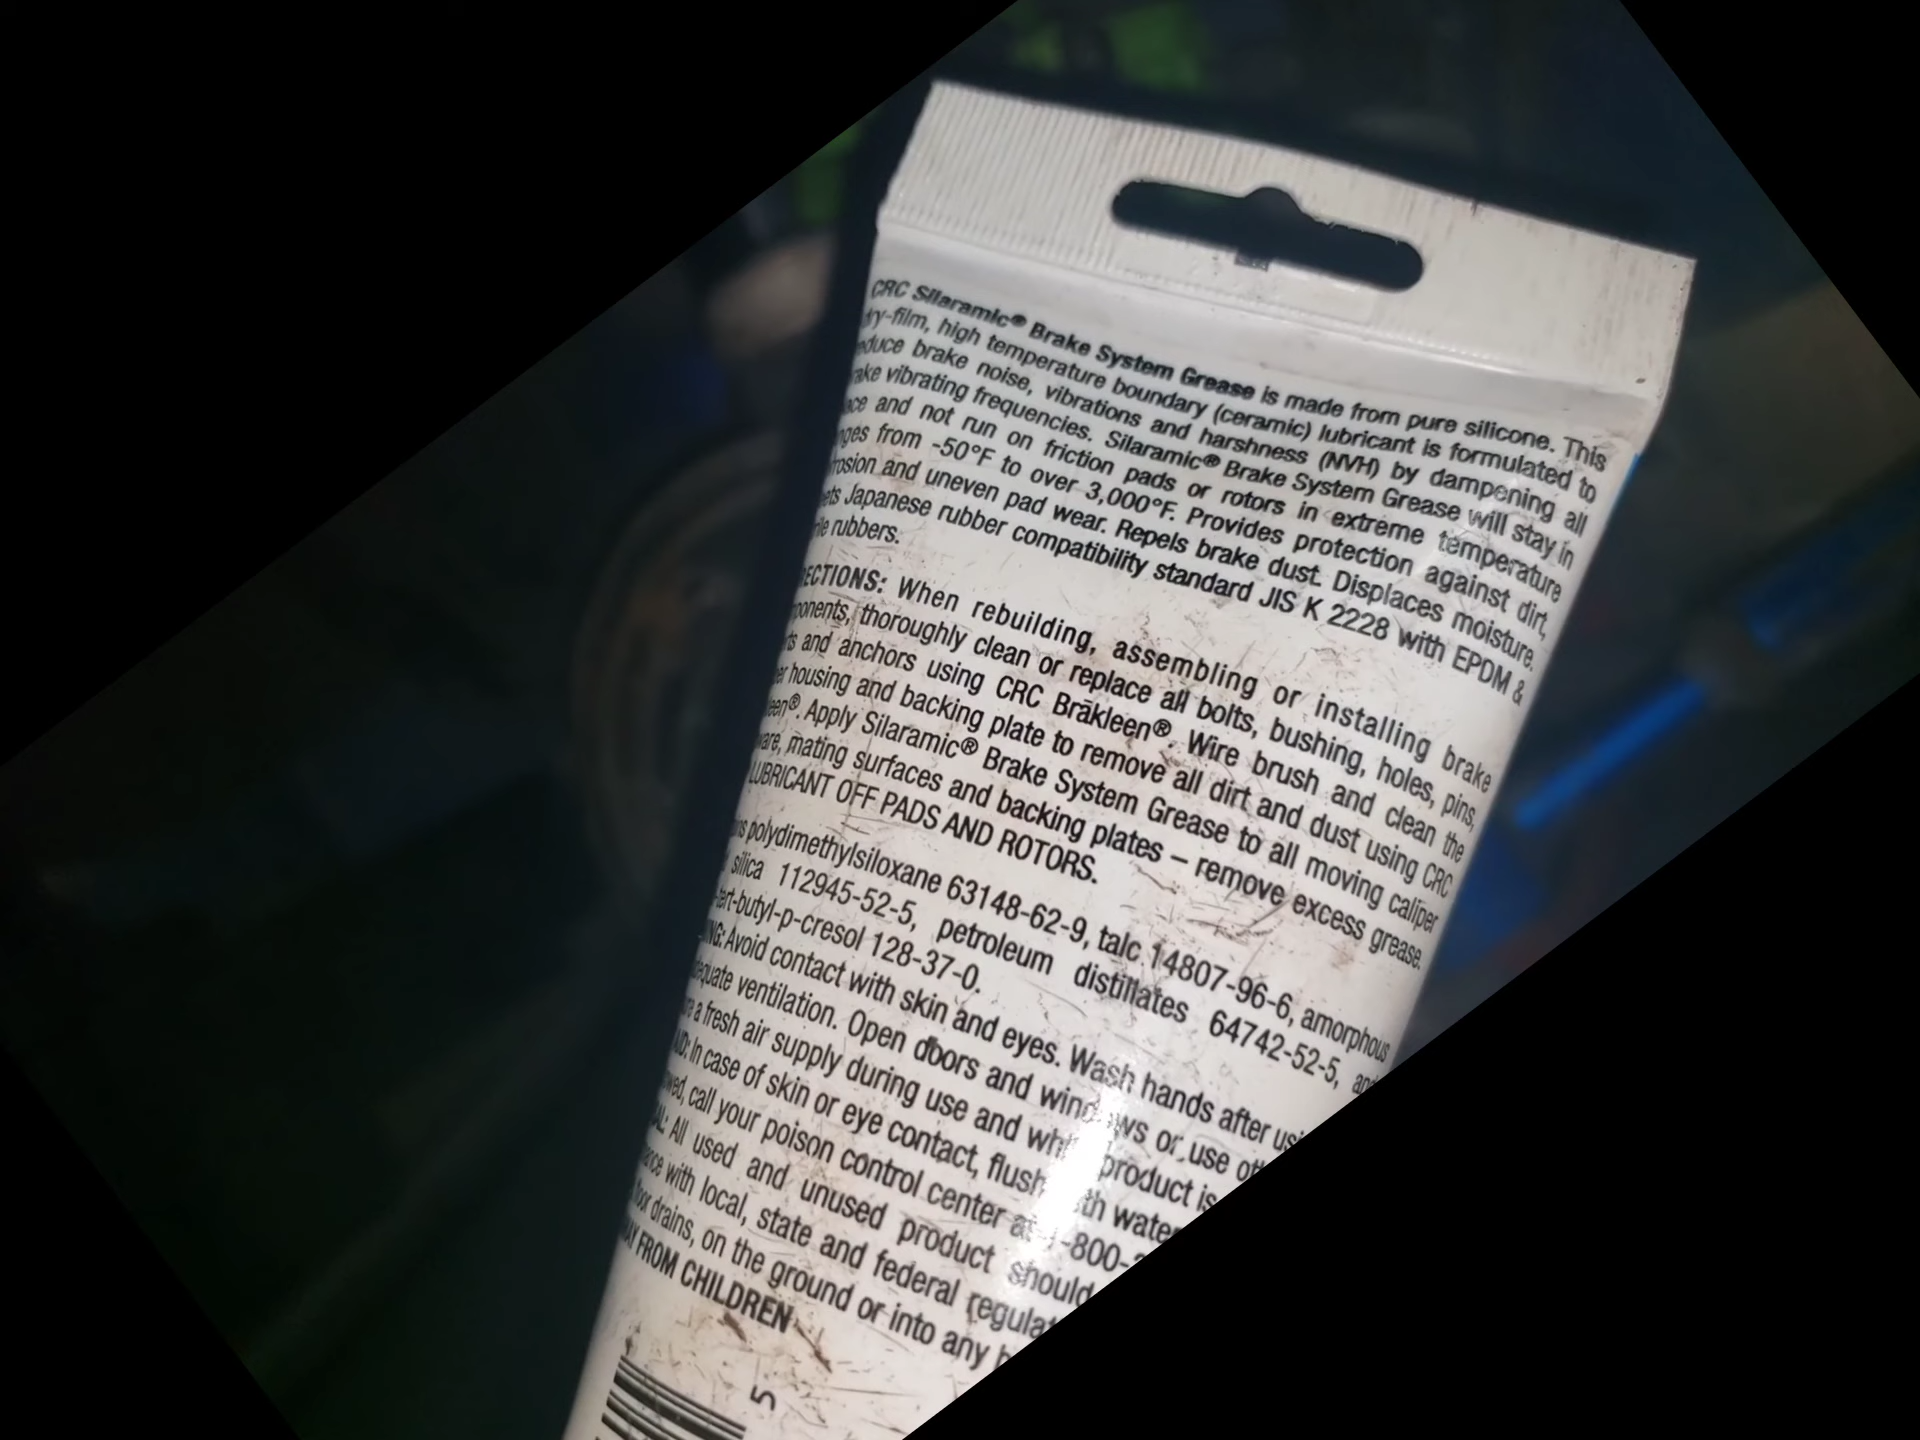 CRC Silaramic® Brake System Grease is made from pure silicone. This
dry-film, high temperature boundary (ceramic) lubricant is formulated to
reduce brake noise, vibrations and harshness (NVH) by dampening all
brake vibrating frequencies. Silaramic® Brake System Grease will stay in
and not run on friction pads or rotors in extreme temperature
from -50°F to over 3,000°F. Provides protection against dirt,
and uneven pad wear. Repels brake dust. Displaces moisture.
Japanese rubber compatibility standard JIS K 2228 with EPDM &
rubbers.
When rebuilding, assembling or installing brake
thoroughly clean or replace all bolts, bushing, holes, pins,
and anchors using CRC Brākleen®. Wire brush and clean the
housing and backing plate to remove all dirt and dust using CRC
Apply Silaramic® Brake System Grease to all moving caliper
mating surfaces and backing plates – remove excess grease.
LUBRICANT OFF PADS AND ROTORS.
polydimethylsiloxane 63148-62-9, talc 14807-96-6, amorphous
silica 112945-52-5, petroleum distillates 64742-52-5,
-tert-butyl-p-cresol 128-37-0.
Avoid contact with skin and eyes. Wash hands after
ventilation. Open doors and windows or use
a fresh air supply during use and product is
In case of skin or eye contact, flush
call your poison control center at 1-800-
All used and unused product should
with local, state and federal
drains, on the ground or into any
FROM CHILDREN
5